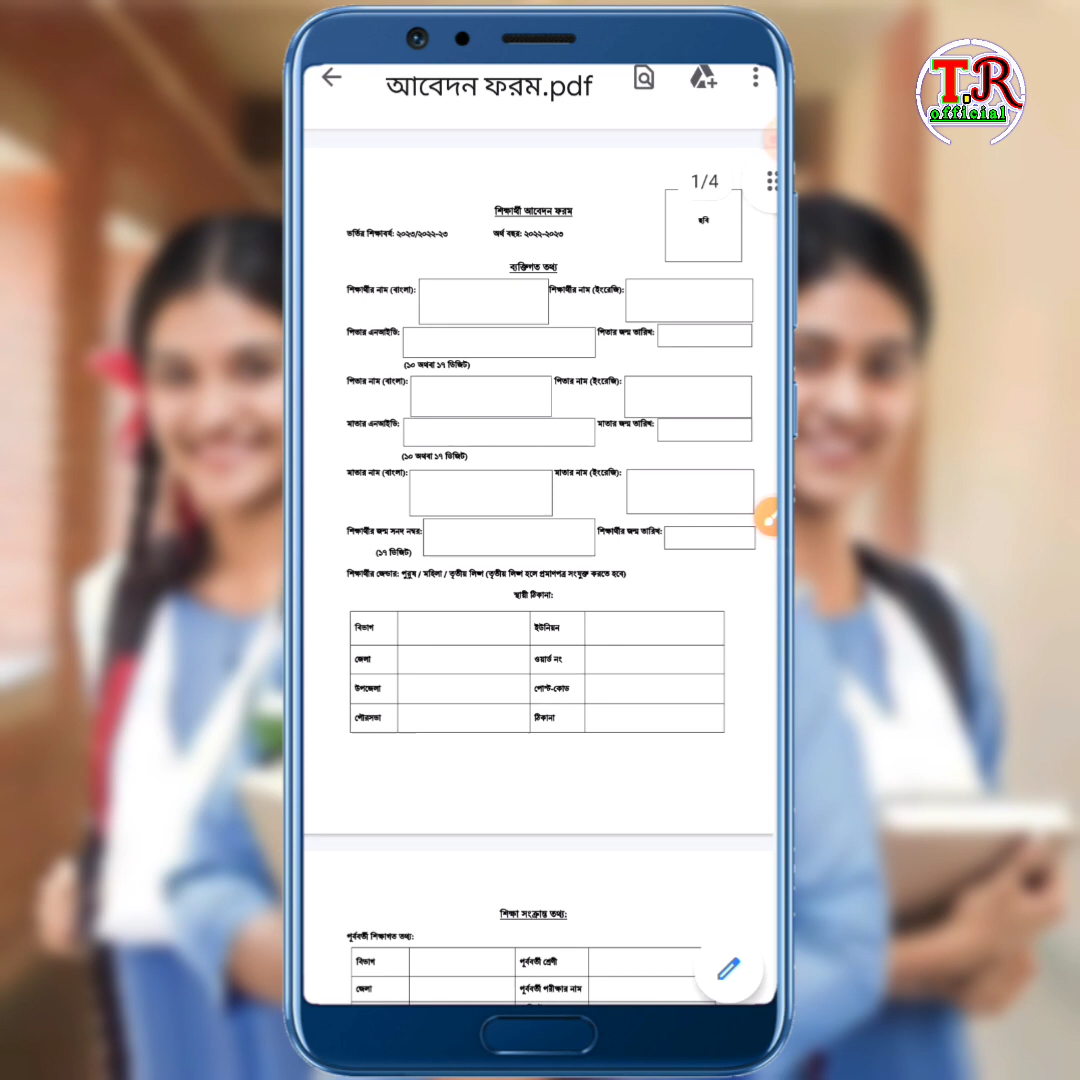 T.R
official
আবেদন ফরম.pdf
1/4
ছবি
শিক্ষার্থী আবেদন ফরম
ভর্তির শিক্ষাবর্ষ: ২০২৩/২০২২-২৩ অর্থ বছর: ২০২২-২০২৩
ব্যক্তিগত তথ্য
শিক্ষার্থীর নাম (বাংলা): শিক্ষার্থীর নাম (ইংরেজি):
পিতার এনআইডি: পিতার জন্ম তারিখ:
(১০ অথবা ১৭ ডিজিট)
পিতার নাম (বাংলা): পিতার নাম (ইংরেজি):
মাতার এনআইডি: মাতার জন্ম তারিখ:
(১০ অথবা ১৭ ডিজিট)
মাতার নাম (বাংলা): মাতার নাম (ইংরেজি):
শিক্ষার্থীর জন্ম সনদ নম্বর: শিক্ষার্থীর জন্ম তারিখ:
(১৭ ডিজিট)
শিক্ষার্থীর জেন্ডার: পুরুষ / মহিলা / তৃতীয় লিঙ্গ (তৃতীয় লিঙ্গ হলে প্রমাণপত্র সংযুক্ত করতে হবে)
স্থায়ী ঠিকানা:
বিভাগ ইউনিয়ন
জেলা ওয়ার্ড নং
উপজেলা পোস্ট-কোড
পৌরসভা ঠিকানা
শিক্ষা সংক্রান্ত তথ্য:
পূর্ববর্তী শিক্ষাগত তথ্য:
বিভাগ পূর্ববর্তী শ্রেণী
জেলা পূর্ববর্তী পরীক্ষার নাম